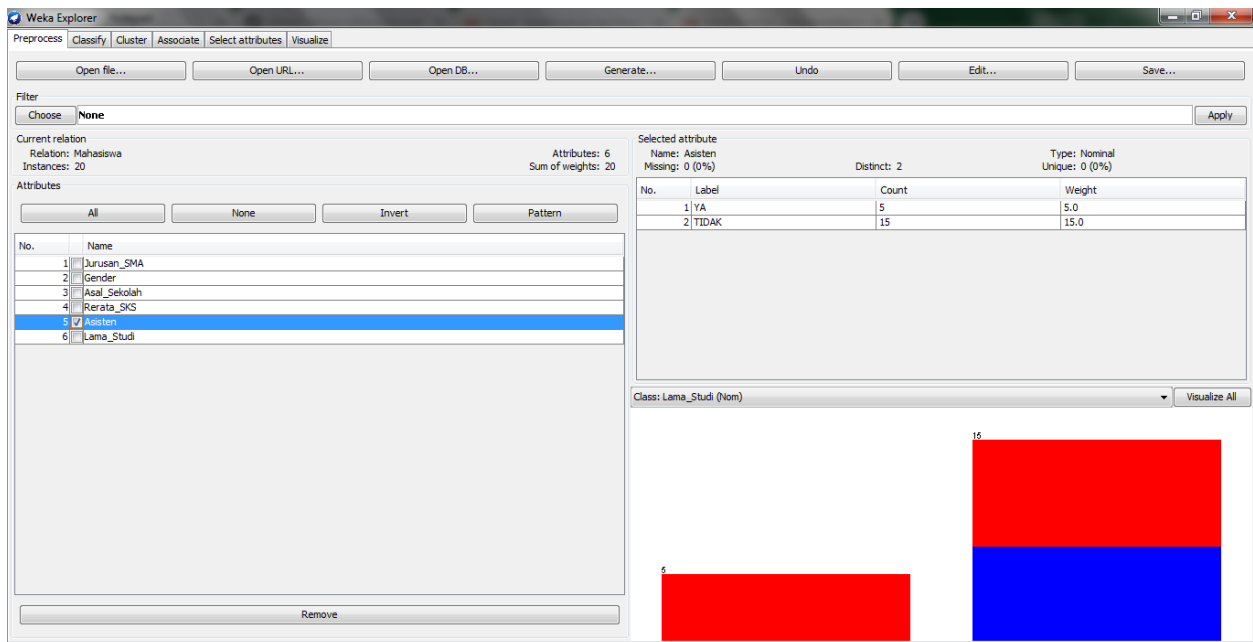 Weka Explorer
Preprocess Classify Cluster Associate Select attributes Visualize
Open file... Open URL... Open DB... Generate... Undo Edit... Save...
Filter
Choose None Apply
Current relation
Relation: Mahasiswa Attributes: 6
Instances: 20 Sum of weights: 20
Attributes
All None Invert Pattern
No. Name
1 Jurusan_SMA
2 Gender
3 Asal_Sekolah
4 Rerata_SKS
5 Asisten
6 Lama_Studi
Remove
Selected attribute
Name: Asisten Type: Nominal
Missing: 0 (0%) Distinct: 2 Unique: 0 (0%)
No. Label Count Weight
1 YA 5 5.0
2 TIDAK 15 15.0
Class: Lama_Studi (Nom) Visualize All
15
5